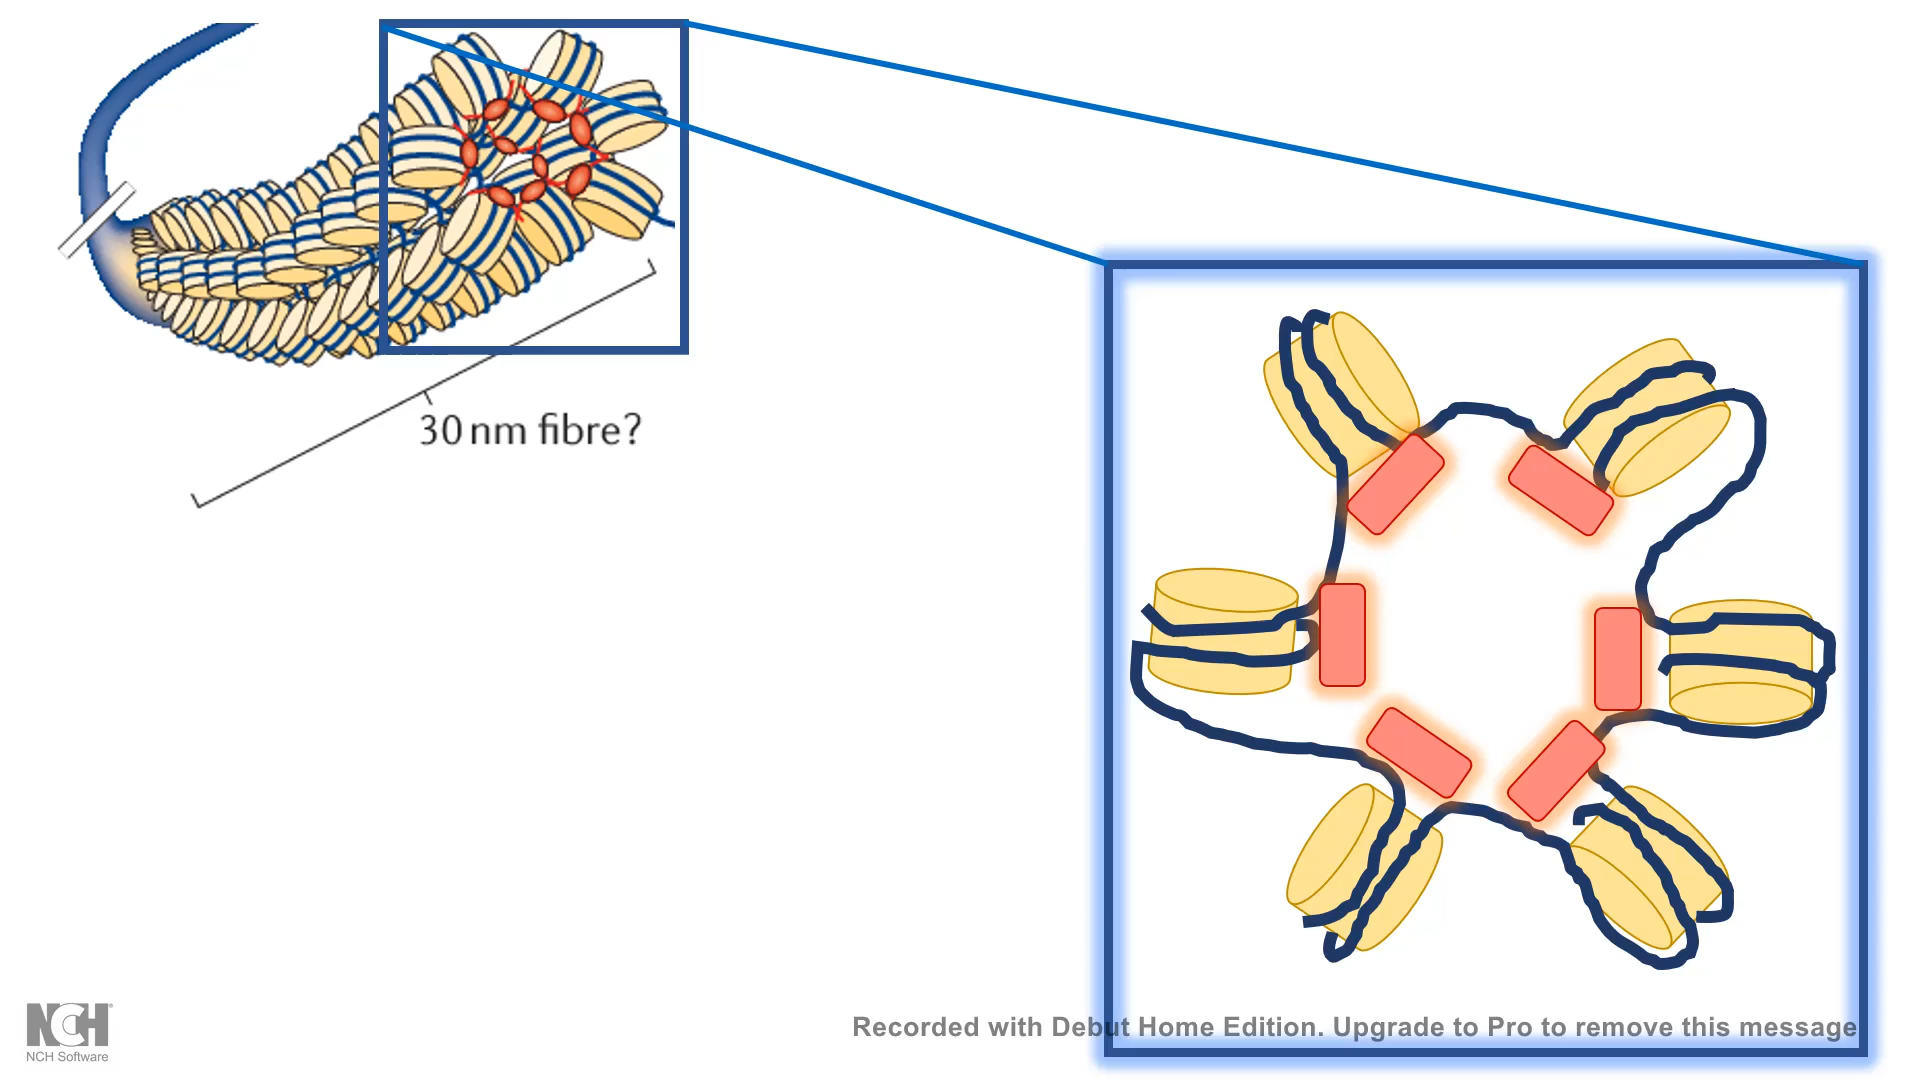 30 nm fibre?
NCH
®
NCH Software
Recorded with Debut Home Edition. Upgrade to Pro to remove this message